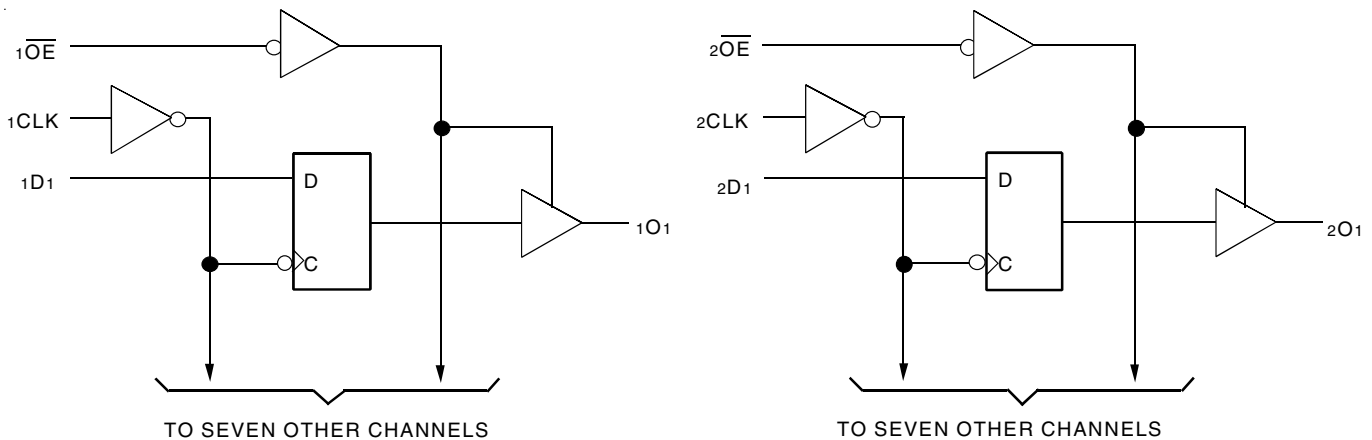 1OE
1CLK
1D1
D
C
1O1
TO SEVEN OTHER CHANNELS
2OE
2CLK
2D1
D
C
2O1
TO SEVEN OTHER CHANNELS